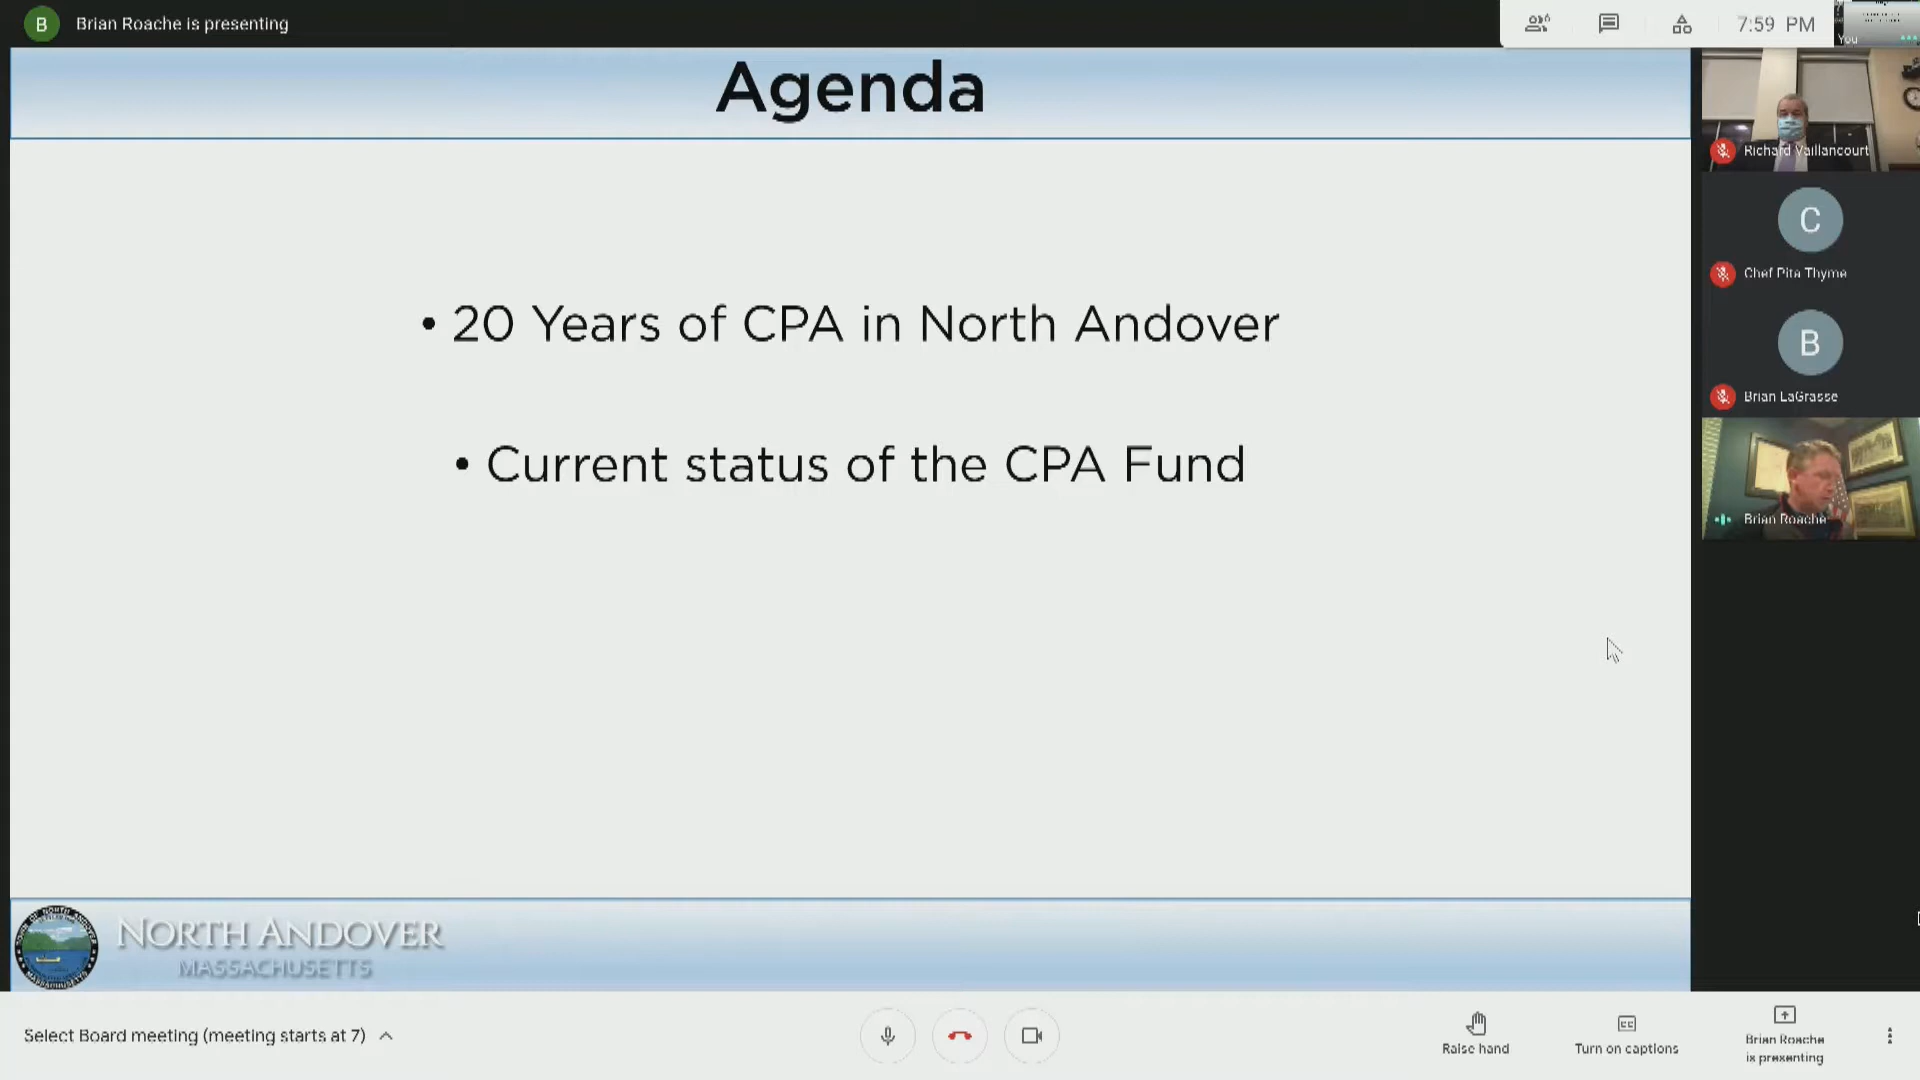 B
Brian Roache is presenting
7:59 PM
You
Agenda
• 20 Years of CPA in North Andover
• Current status of the CPA Fund
Richard Vaillancourt
C
Chef Pita Thyme
B
Brian LaGrasse
Brian Roache
NORTH ANDOVER
MASSACHUSETTS
Select Board meeting (meeting starts at 7)
Raise hand
Turn on captions
Brian Roache
is presenting